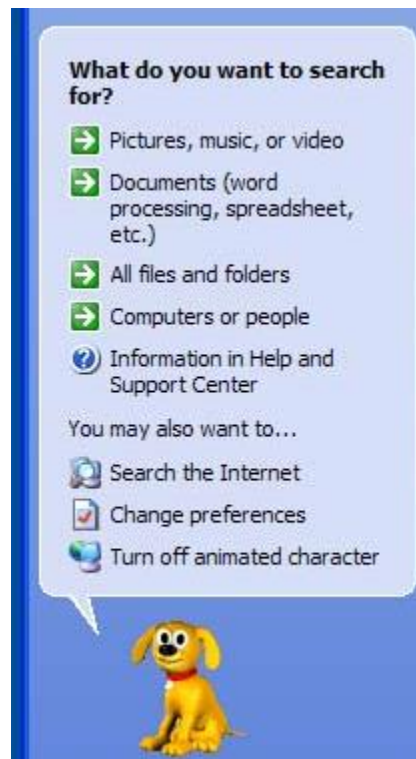 What do you want to search
for?
Pictures, music, or video
Documents (word
processing, spreadsheet,
etc.)
All files and folders
Computers or people
Information in Help and
Support Center
You may also want to...
Search the Internet
Change preferences
Turn off animated character